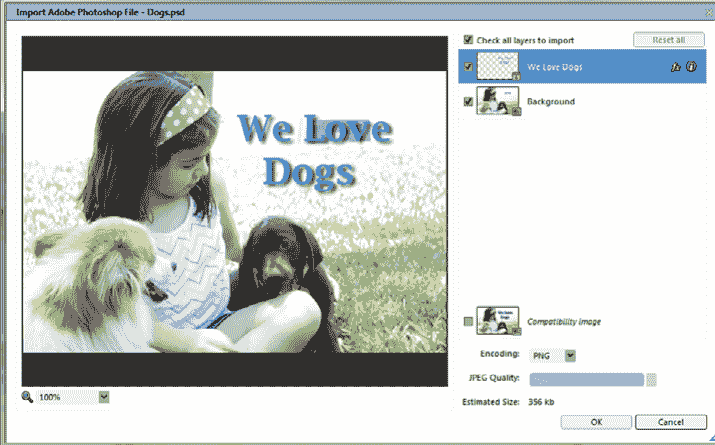 Import Adobe Photoshop File - Dogs.psd
Check all layers to import
Reset all
We Love Dogs
fx
Background
We Love
Dogs
Compatibility image
Encoding: PNG
JPEG Quality:
Estimated Size: 356 kb
100%
OK
Cancel